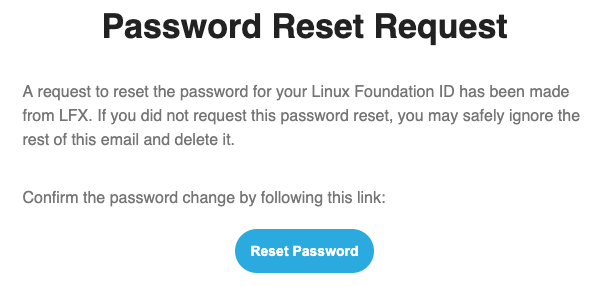 Password Reset Request
A request to reset the password for your Linux Foundation ID has been made
from LFX. If you did not request this password reset, you may safely ignore the
rest of this email and delete it.
Confirm the password change by following this link:
Reset Password